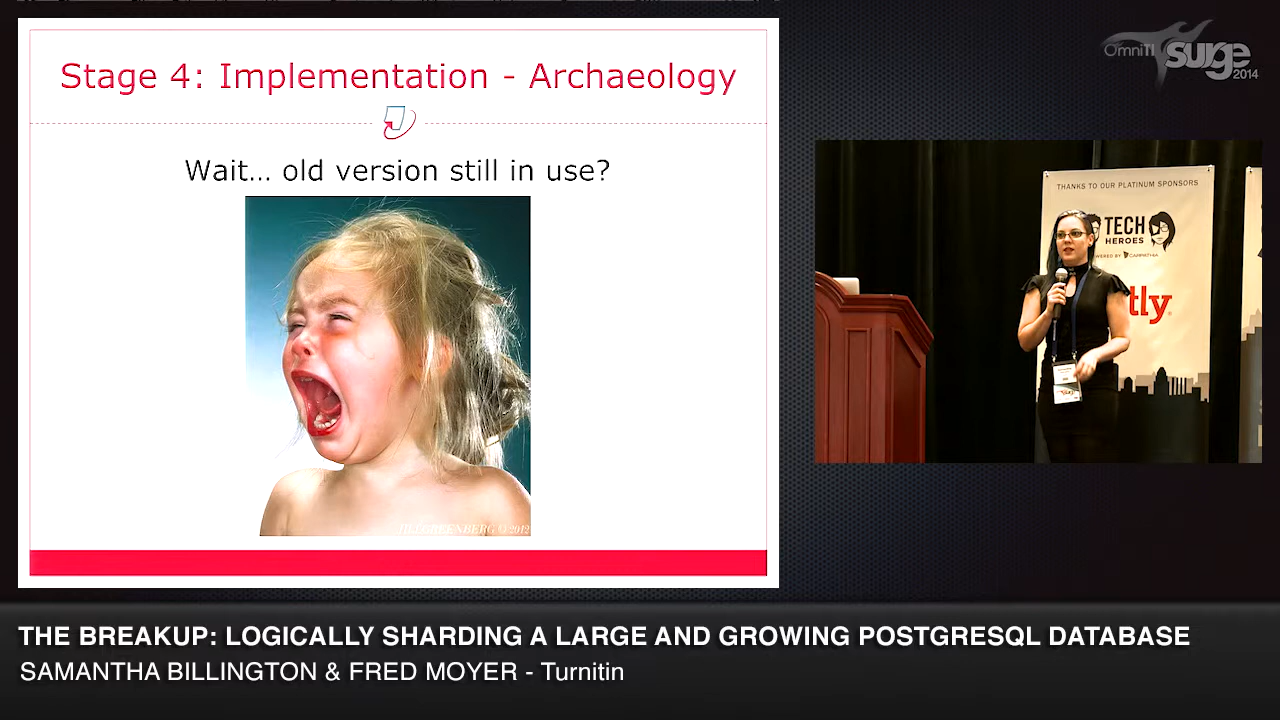 Stage 4: Implementation - Archaeology
Wait... old version still in use?
OmniTI
surge
2014
THANKS TO OUR PLATINUM SPONSORS
TECH
HEROES
CARPATHIA
tly
THE BREAKUP: LOGICALLY SHARDING A LARGE AND GROWING POSTGRESQL DATABASE
SAMANTHA BILLINGTON & FRED MOYER - Turnitin